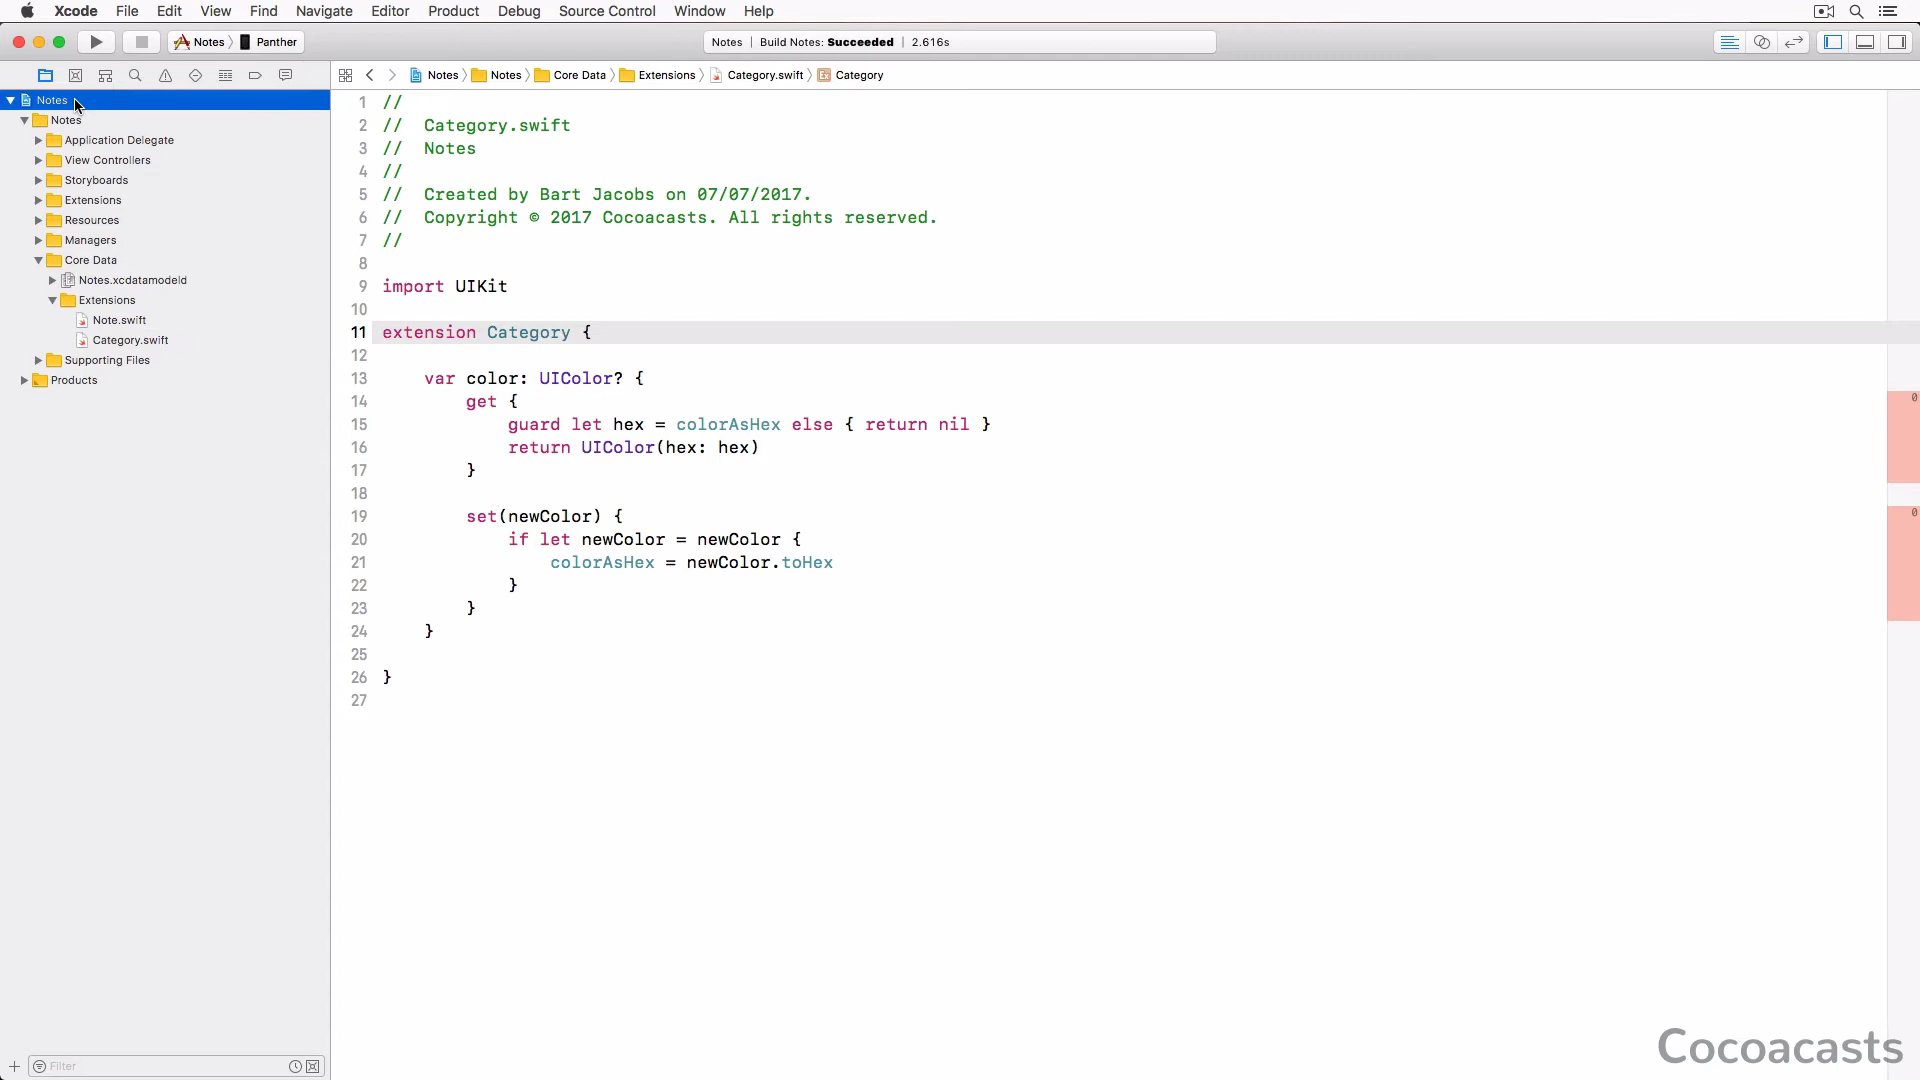 Xcode File Edit View Find Navigate Editor Product Debug Source Control Window Help
Notes Panther Notes | Build Notes: Succeeded | 2.616s
Notes Notes Core Data Extensions Category.swift Category
Notes
Notes
Application Delegate
View Controllers
Storyboards
Extensions
Resources
Managers
Core Data
Notes.xcdatamodeld
Extensions
Note.swift
Category.swift
Supporting Files
Products
Filter
1 //
2 // Category.swift
3 // Notes
4 //
5 // Created by Bart Jacobs on 07/07/2017.
6 // Copyright © 2017 Cocoacasts. All rights reserved.
7 //
8
9 import UIKit
10
11 extension Category {
12
13 var color: UIColor? {
14 get {
15 guard let hex = colorAsHex else { return nil }
16 return UIColor(hex: hex)
17 }
18
19 set(newColor) {
20 if let newColor = newColor {
21 colorAsHex = newColor.toHex
22 }
23 }
24 }
25
26 }
27
0
0
Cocoacasts